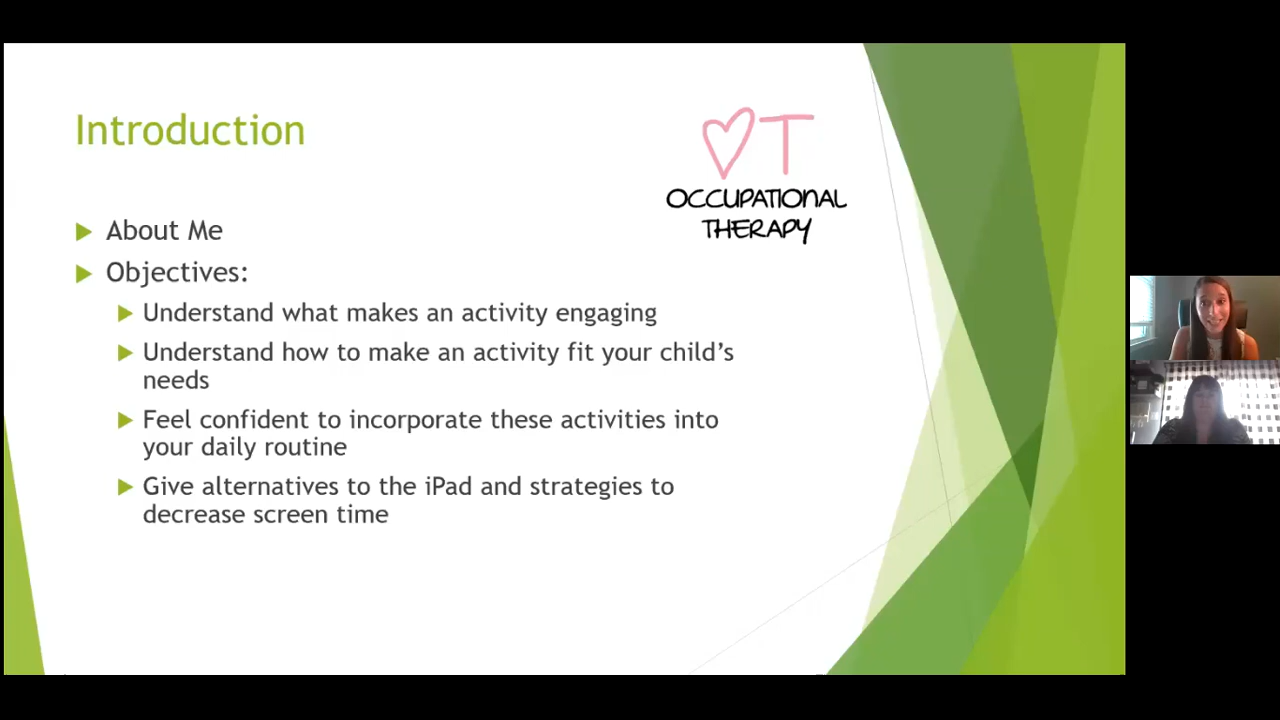 Introduction
OT
OCCUPATIONAL
THERAPY
About Me
Objectives:
Understand what makes an activity engaging
Understand how to make an activity fit your child's
needs
Feel confident to incorporate these activities into
your daily routine
Give alternatives to the iPad and strategies to
decrease screen time